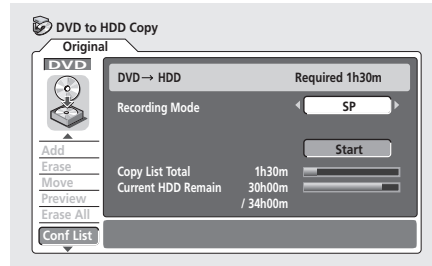 DVD to HDD Copy
Original
DVD
DVD→ HDD Required 1h30m
Recording Mode SP
Start
Add
Erase
Move
Preview
Erase All
Conf List
Copy List Total 1h30m
Current HDD Remain 30h00m
/ 34h00m